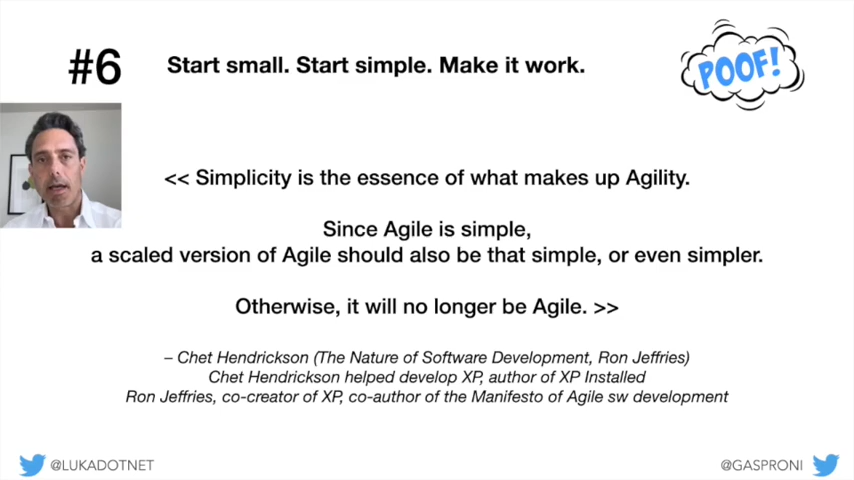 #6
Start small. Start simple. Make it work.
POOF!
<< Simplicity is the essence of what makes up Agility.
Since Agile is simple,
a scaled version of Agile should also be that simple, or even simpler.
Otherwise, it will no longer be Agile. >>
– Chet Hendrickson (The Nature of Software Development, Ron Jeffries)
Chet Hendrickson helped develop XP, author of XP Installed
Ron Jeffries, co-creator of XP, co-author of the Manifesto of Agile sw development
@LUKADOTNET
@GASPRONI